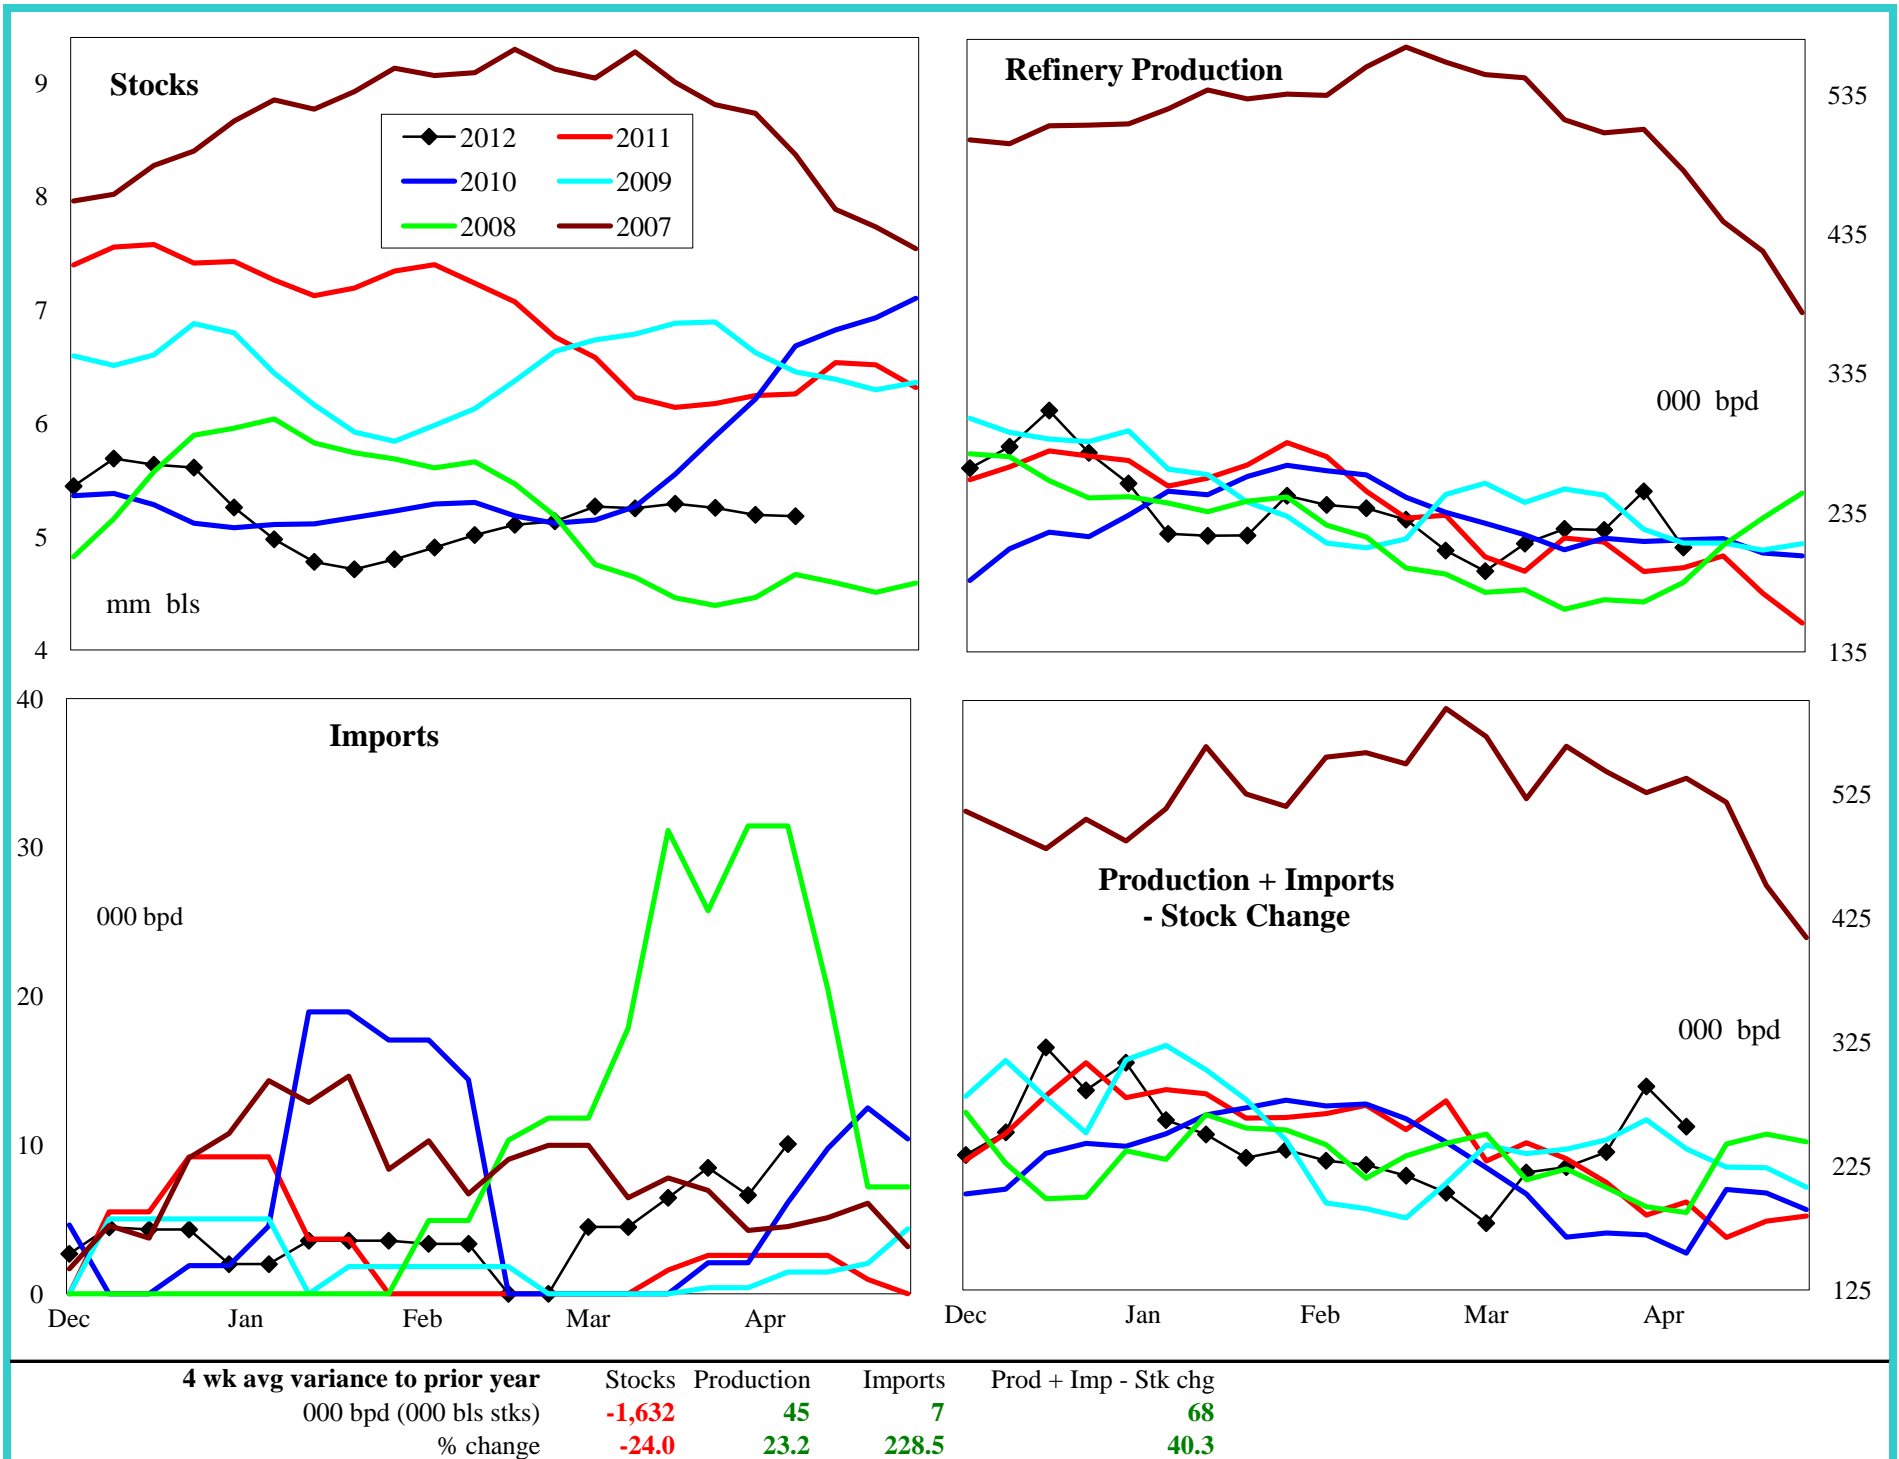 Stocks
9
8
7
6
5
4
2012 2011
2010 2009
2008 2007
mm bls
Refinery Production
535
435
335
235
135
000 bpd
Imports
40
30
20
10
0
000 bpd
Dec Jan Feb Mar Apr
Production + Imports
- Stock Change
525
425
325
225
125
000 bpd
Dec Jan Feb Mar Apr
4 wk avg variance to prior year Stocks Production Imports Prod + Imp - Stk chg
000 bpd (000 bls stks) -1,632 45 7 68
% change -24.0 23.2 228.5 40.3